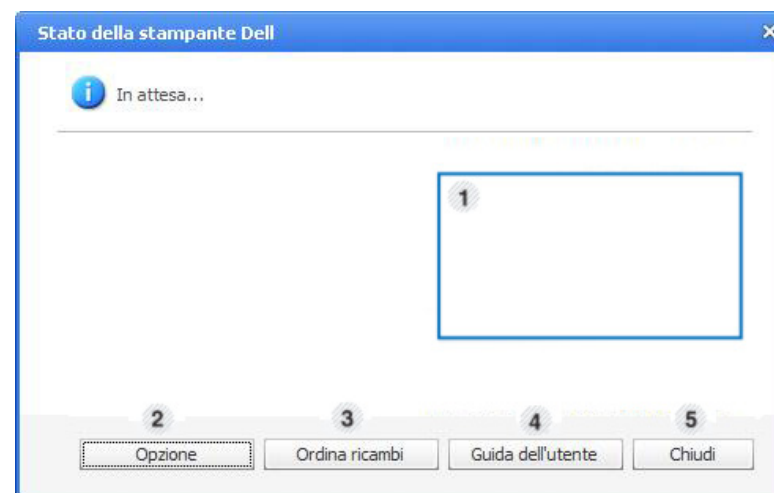 Stato della stampante Dell
In attesa...
1
2 3 4 5
Opzione Ordina ricambi Guida dell'utente Chiudi